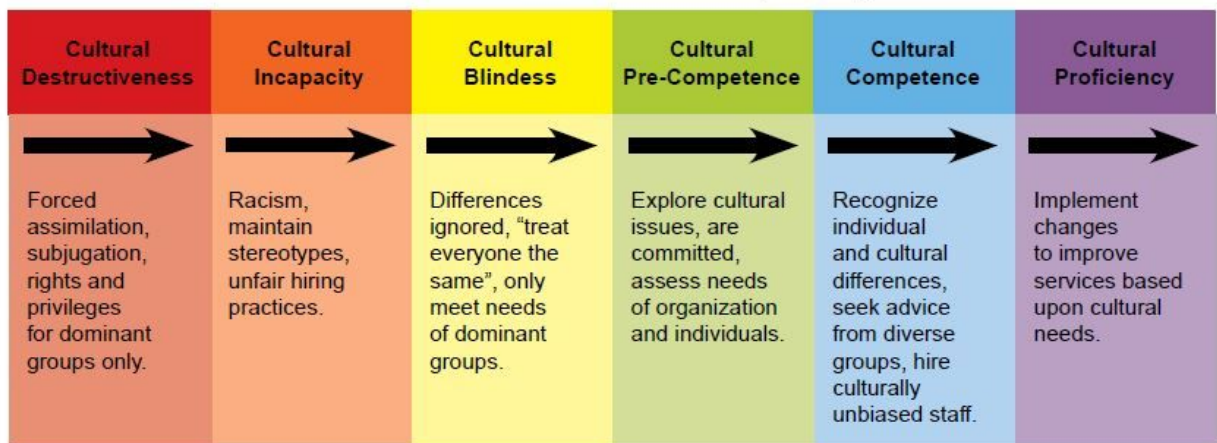 Cultural
Destructiveness
Cultural
Incapacity
Cultural
Blindess
Cultural
Pre-Competence
Cultural
Competence
Cultural
Proficiency
Forced
assimilation,
subjugation,
rights and
privileges
for dominant
groups only.
Racism,
maintain
stereotypes,
unfair hiring
practices.
Differences
ignored, “treat
everyone the
same”, only
meet needs
of dominant
groups.
Explore cultural
issues, are
committed,
assess needs
of organization
and individuals.
Recognize
individual
and cultural
differences,
seek advice
from diverse
groups, hire
culturally
unbiased staff.
Implement
changes
to improve
services based
upon cultural
needs.